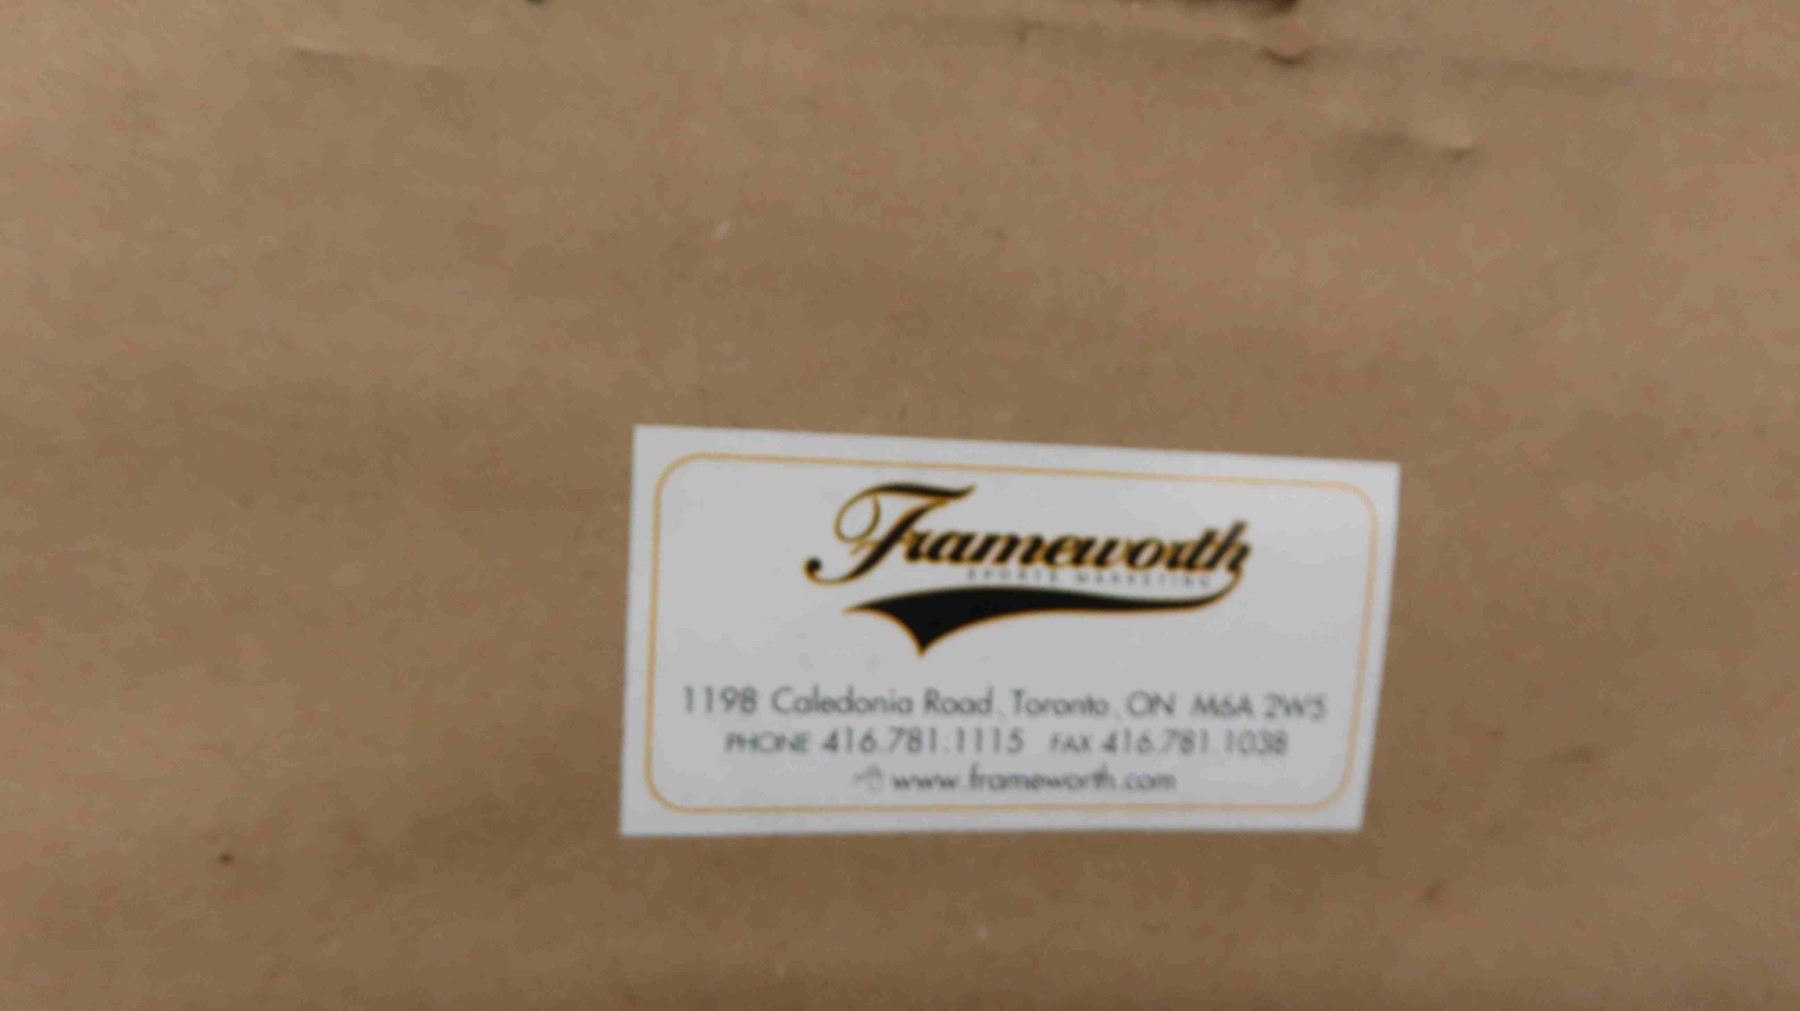 Frameworth
SPORTS MARKETING
1198 Caledonia Road, Toronto, ON M6A 2W5
PHONE 416.781.1115 FAX 416.781.1038
www.frameworth.com